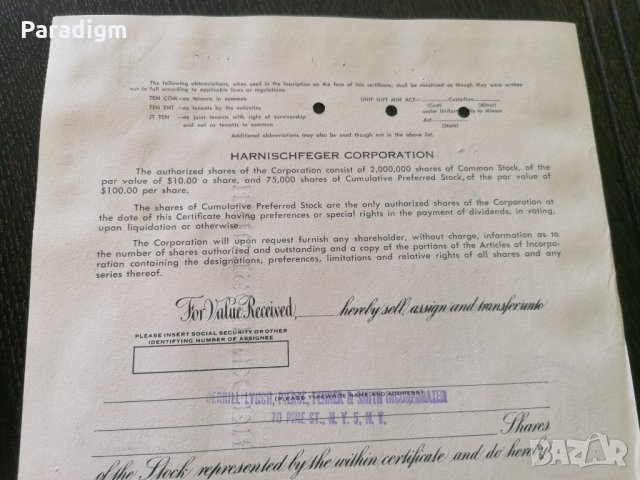 Paradigm
The following abbreviations, when used in the inscription on the face of this certificate, shall be construed as though they were written
out in full according to applicable laws or regulations:
TEN COM—as tenants in common
TEN ENT—as tenants by the entireties
JT TEN —as joint tenants with right of survivorship
and not as tenants in common
UNIF GIFT MIN ACT— Custodian
(Cust) (Minor)
under Uniform Gifts to Minors
Act
(State)
Additional abbreviations may also be used though not in the above list.
HARNISCHFEGER CORPORATION
The authorized shares of the Corporation consist of 2,000,000 shares of Common Stock, of the
par value of $10.00 a share, and 75,000 shares of Cumulative Preferred Stock, of the par value of
$100.00 per share.
The shares of Cumulative Preferred Stock are the only authorized shares of the Corporation at
the date of this Certificate having preferences or special rights in the payment of dividends, in voting,
upon liquidation or otherwise.
The Corporation will upon request furnish any shareholder, without charge, information as to
the number of shares authorized and outstanding and a copy of the portions of the Articles of Incorpo-
ration containing the designations, preferences, limitations and relative rights of all shares and any
series thereof.
For Value Received, hereby sell, assign and transfer unto
PLEASE INSERT SOCIAL SECURITY OR OTHER
IDENTIFYING NUMBER OF ASSIGNEE
(PLEASE TYPEWRITE NAME AND ADDRESS)
MERRILL LYNCH, PIERCE, FENNER & SMITH INCORPORATED
70 PINE ST., N. Y. 5, N. Y.
Shares
of the Stock represented by the within certificate and do hereby
BAZAR